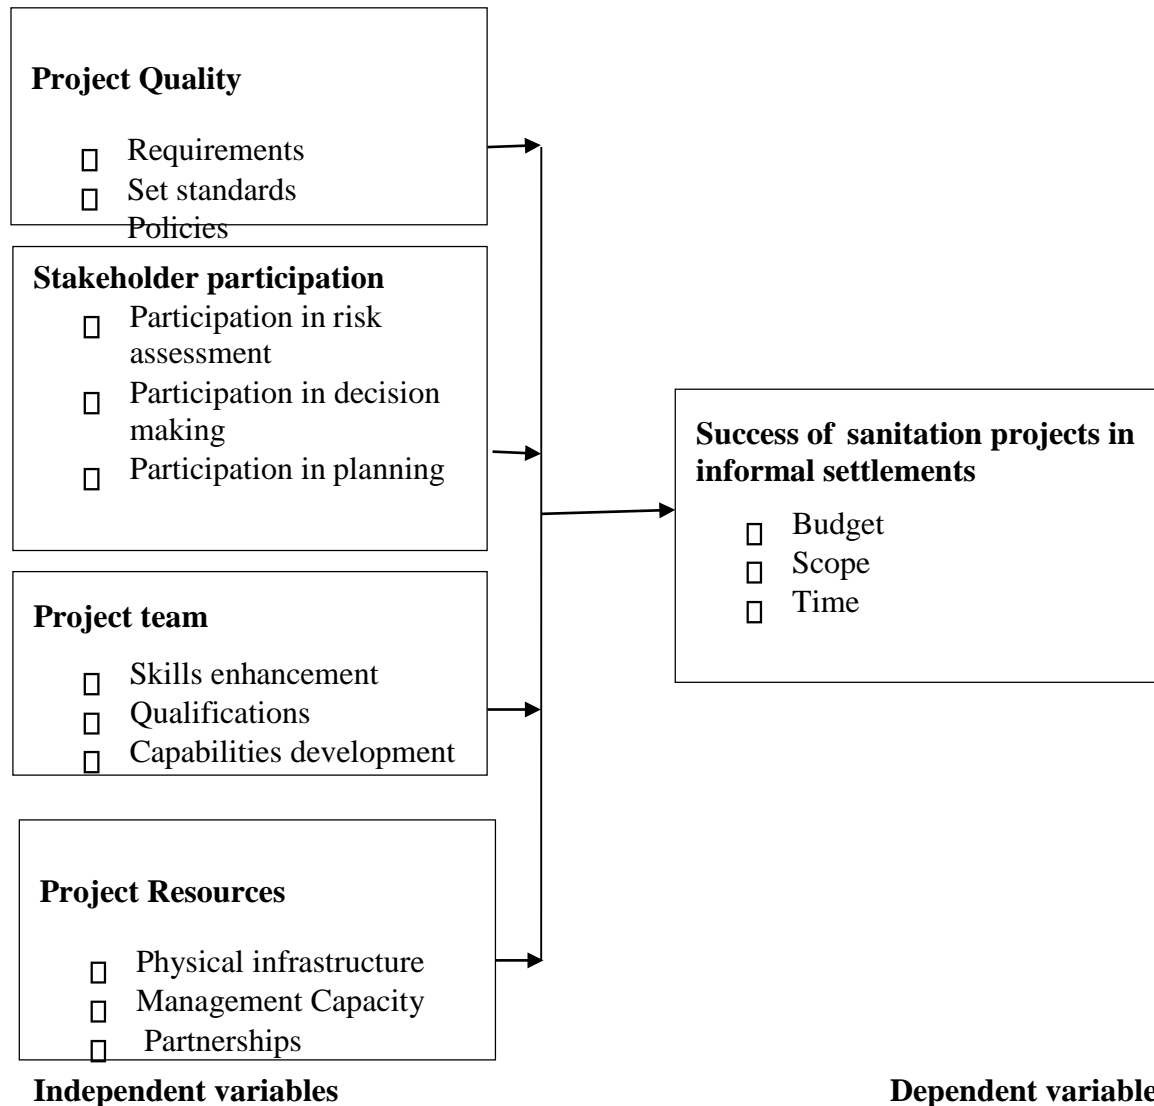 Project Quality
Requirements
Set standards
Policies
Stakeholder participation
Participation in risk
assessment
Participation in decision
making
Participation in planning
Project team
Skills enhancement
Qualifications
Capabilities development
Project Resources
Physical infrastructure
Management Capacity
Partnerships
Success of sanitation projects in
informal settlements
Budget
Scope
Time
Independent variables
Dependent variable